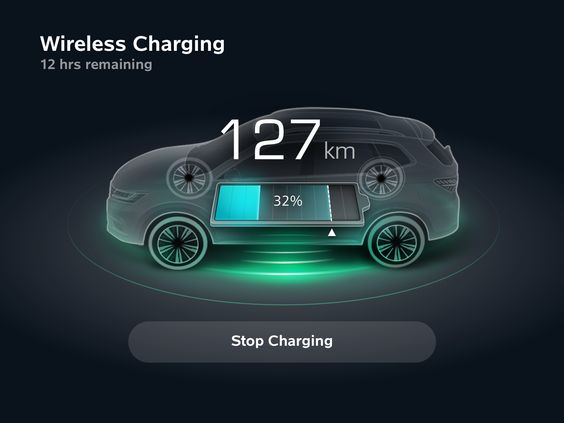 Wireless Charging
12 hrs remaining
127 km
32%
Stop Charging